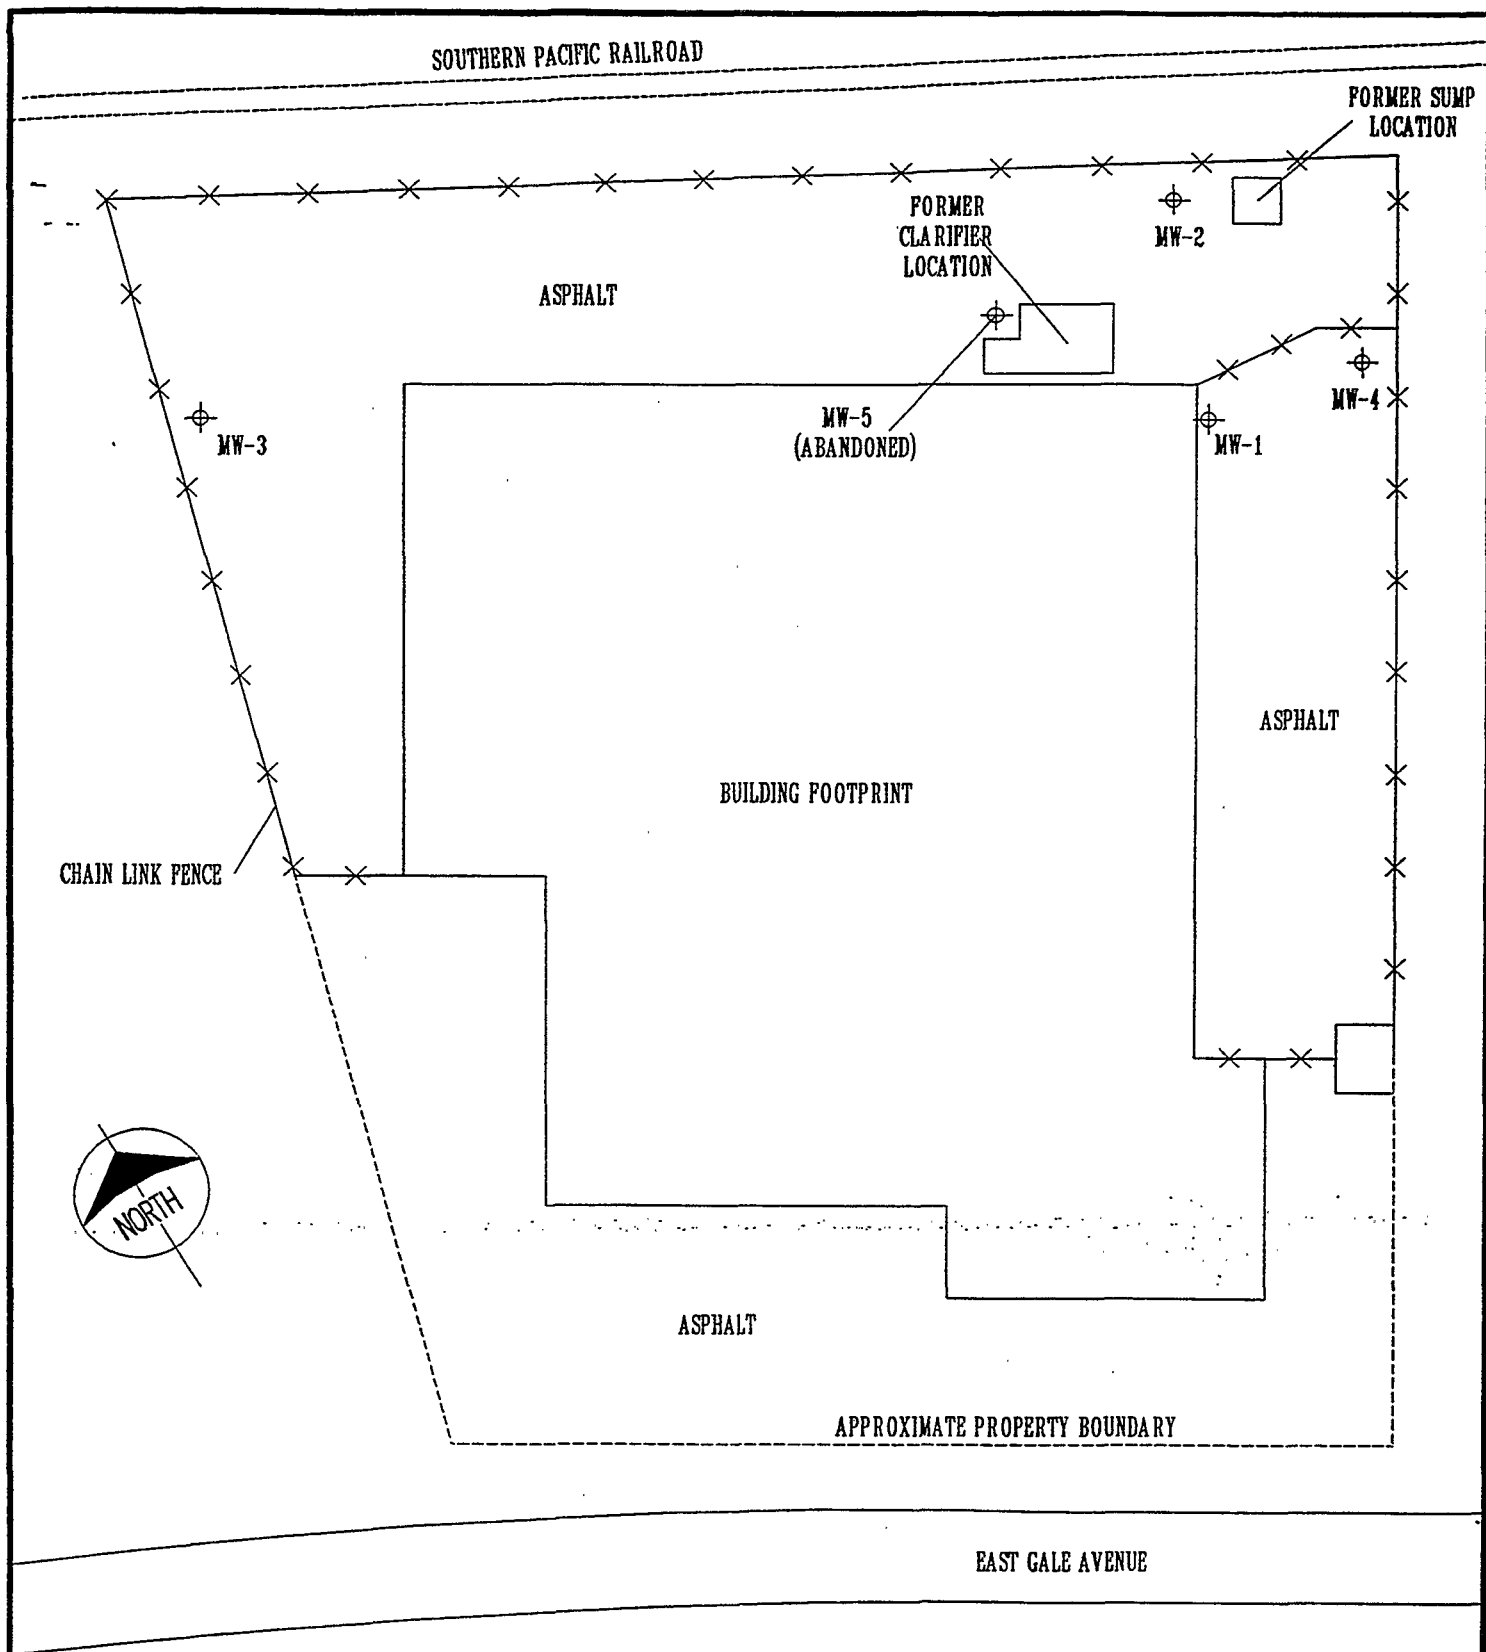 SOUTHERN PACIFIC RAILROAD
FORMER SUMP
LOCATION
FORMER
CLARIFIER
LOCATION
MW-2
ASPHALT
MW-4
MW-5
(ABANDONED)
MW-3
MW-1
ASPHALT
BUILDING FOOTPRINT
CHAIN LINK FENCE
NORTH
ASPHALT
APPROXIMATE PROPERTY BOUNDARY
EAST GALE AVENUE